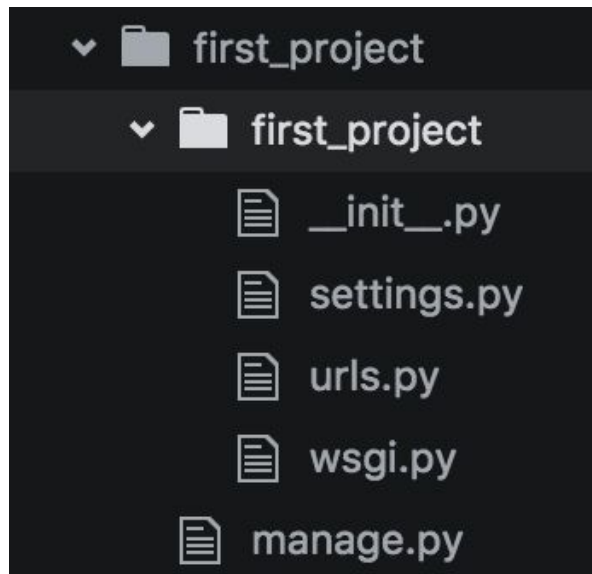 first_project
first_project
__init__.py
settings.py
urls.py
wsgi.py
manage.py